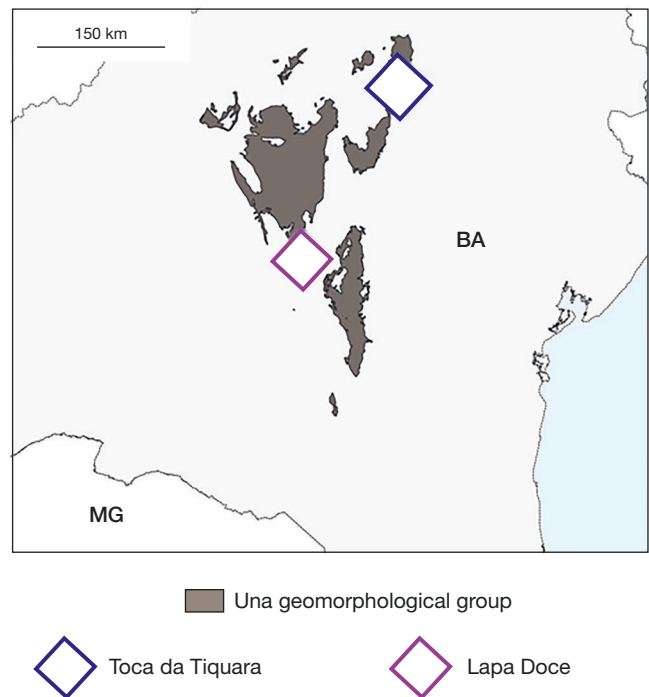 150 km
BA
MG
Una geomorphological group
Toca da Tiquara
Lapa Doce